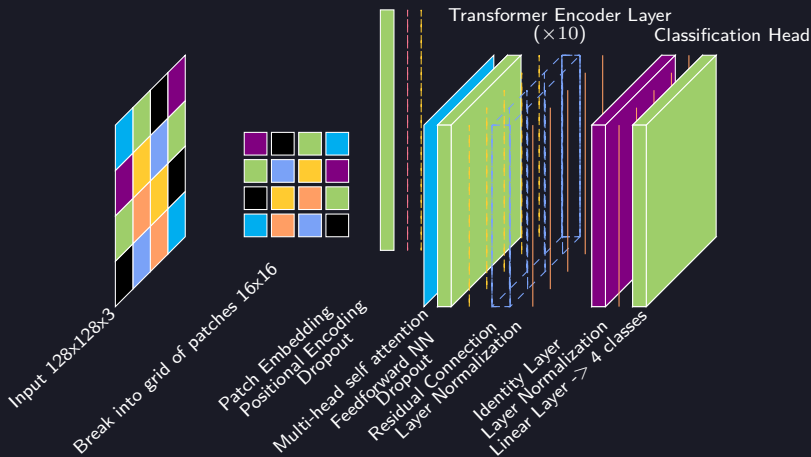 Transformer Encoder Layer
(×10)
Classification Head
Input 128x128x3
Break into grid of patches 16x16
Patch Embedding
Positional Encoding
Dropout
Multi-head self attention
Feedforward NN
Dropout
Residual Connection
Layer Normalization
Identity Layer
Layer Normalization
Linear Layer -> 4 classes